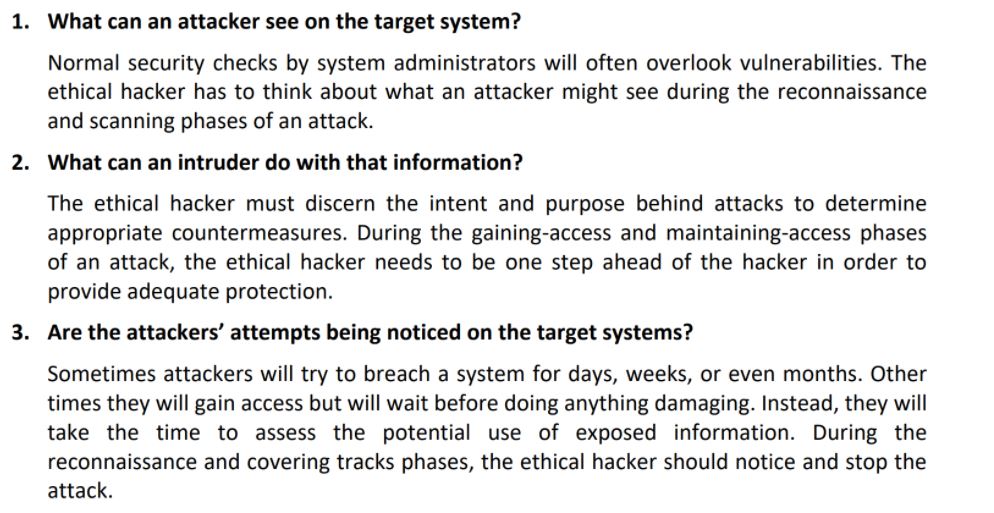 1. What can an attacker see on the target system?
Normal security checks by system administrators will often overlook vulnerabilities. The
ethical hacker has to think about what an attacker might see during the reconnaissance
and scanning phases of an attack.
2. What can an intruder do with that information?
The ethical hacker must discern the intent and purpose behind attacks to determine
appropriate countermeasures. During the gaining-access and maintaining-access phases
of an attack, the ethical hacker needs to be one step ahead of the hacker in order to
provide adequate protection.
3. Are the attackers’ attempts being noticed on the target systems?
Sometimes attackers will try to breach a system for days, weeks, or even months. Other
times they will gain access but will wait before doing anything damaging. Instead, they will
take the time to assess the potential use of exposed information. During the
reconnaissance and covering tracks phases, the ethical hacker should notice and stop the
attack.